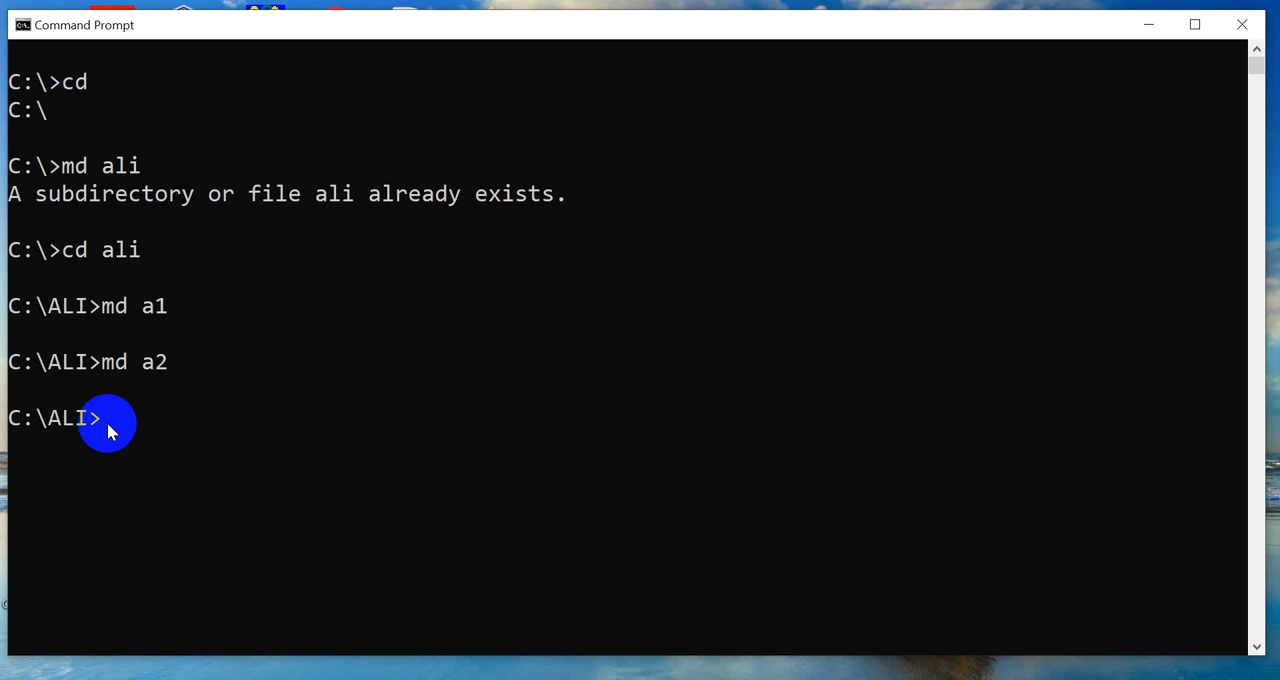 Command Prompt
C:\>cd
C:\
C:\>md ali
A subdirectory or file ali already exists.
C:\>cd ali
C:\ALI>md a1
C:\ALI>md a2
C:\ALI>